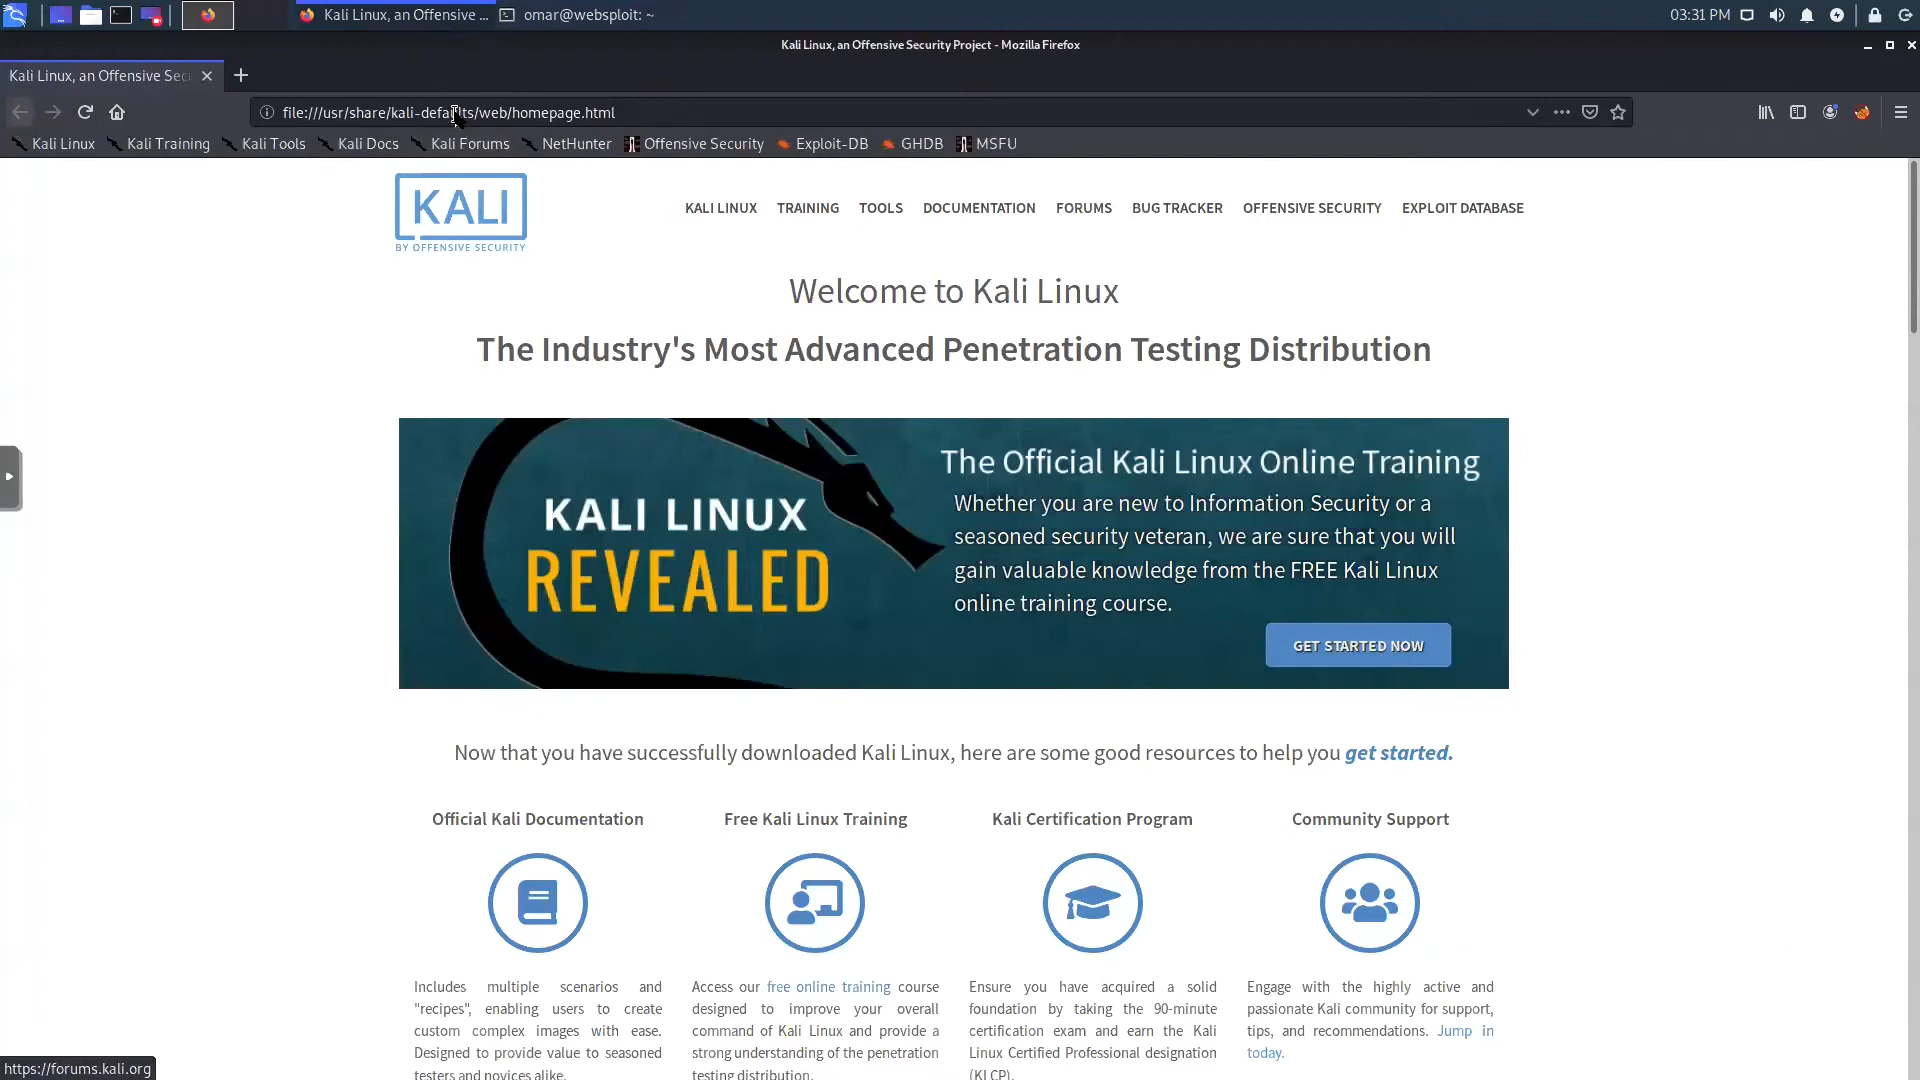 Kali Linux, an Offensive ... omar@websploit: ~ 03:31 PM
Kali Linux, an Offensive Security Project - Mozilla Firefox
Kali Linux, an Offensive Sec
file:///usr/share/kali-defaults/web/homepage.html
Kali Linux Kali Training Kali Tools Kali Docs Kali Forums NetHunter Offensive Security Exploit-DB GHDB MSFU
KALI
BY OFFENSIVE SECURITY
KALI LINUX TRAINING TOOLS DOCUMENTATION FORUMS BUG TRACKER OFFENSIVE SECURITY EXPLOIT DATABASE
Welcome to Kali Linux
The Industry's Most Advanced Penetration Testing Distribution
KALI LINUX
REVEALED
The Official Kali Linux Online Training
Whether you are new to Information Security or a
seasoned security veteran, we are sure that you will
gain valuable knowledge from the FREE Kali Linux
online training course.
GET STARTED NOW
Now that you have successfully downloaded Kali Linux, here are some good resources to help you get started.
Official Kali Documentation
Includes multiple scenarios and
"recipes", enabling users to create
custom complex images with ease.
Designed to provide value to seasoned
testers and novices alike.
Free Kali Linux Training
Access our free online training course
designed to improve your overall
command of Kali Linux and provide a
strong understanding of the penetration
testing distribution.
Kali Certification Program
Ensure you have acquired a solid
foundation by taking the 90-minute
certification exam and earn the Kali
Linux Certified Professional designation
(KLCP).
Community Support
Engage with the highly active and
passionate Kali community for support,
tips, and recommendations. Jump in
today.
https://forums.kali.org